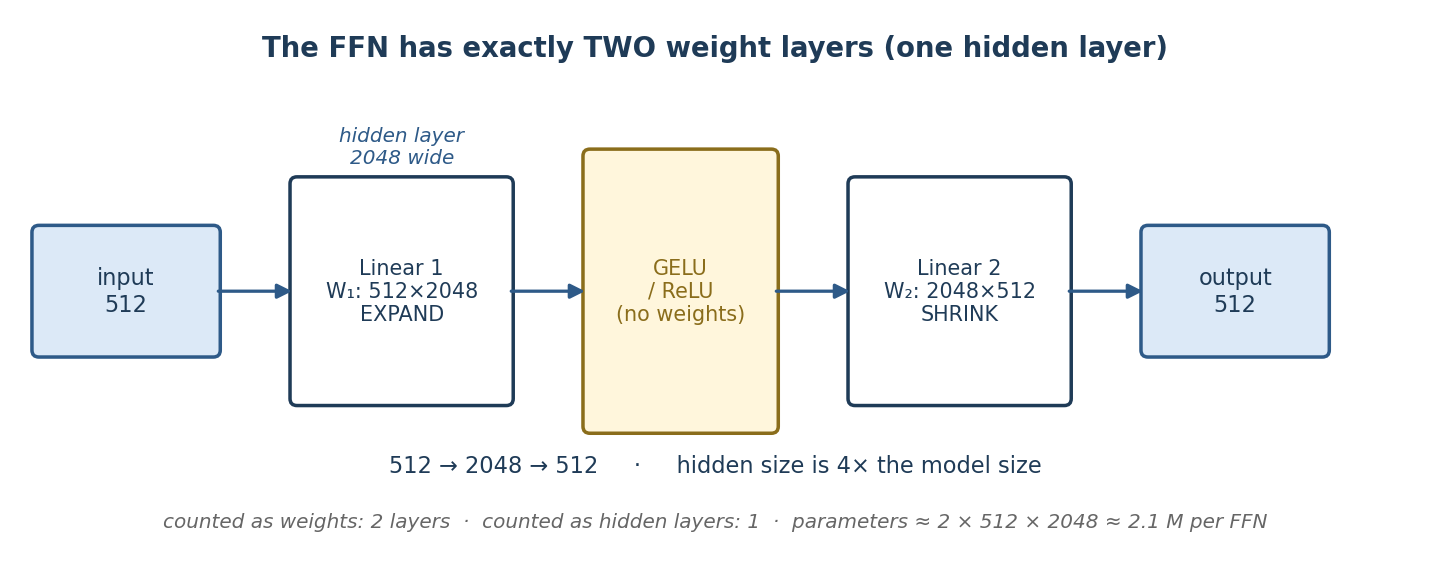 The FFN has exactly TWO weight layers (one hidden layer)
hidden layer
2048 wide
input
512
Linear 1
W₁: 512×2048
EXPAND
GELU
/ ReLU
(no weights)
Linear 2
W₂: 2048×512
SHRINK
output
512
512 → 2048 → 512 · hidden size is 4× the model size
counted as weights: 2 layers · counted as hidden layers: 1 · parameters ≈ 2 × 512 × 2048 ≈ 2.1 M per FFN